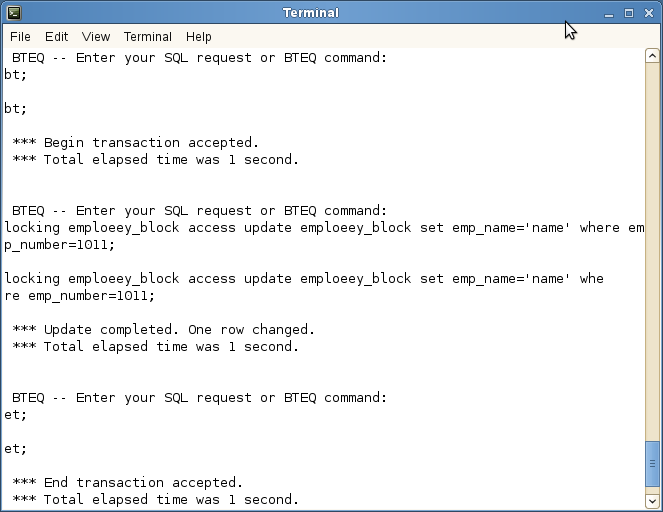 Terminal
File Edit View Terminal Help
BTEQ -- Enter your SQL request or BTEQ command:
bt;
bt;
*** Begin transaction accepted.
*** Total elapsed time was 1 second.
BTEQ -- Enter your SQL request or BTEQ command:
locking emploeey_block access update emploeey_block set emp_name='name' where em
p_number=1011;
locking emploeey_block access update emploeey_block set emp_name='name' whe
re emp_number=1011;
*** Update completed. One row changed.
*** Total elapsed time was 1 second.
BTEQ -- Enter your SQL request or BTEQ command:
et;
et;
*** End transaction accepted.
*** Total elapsed time was 1 second.